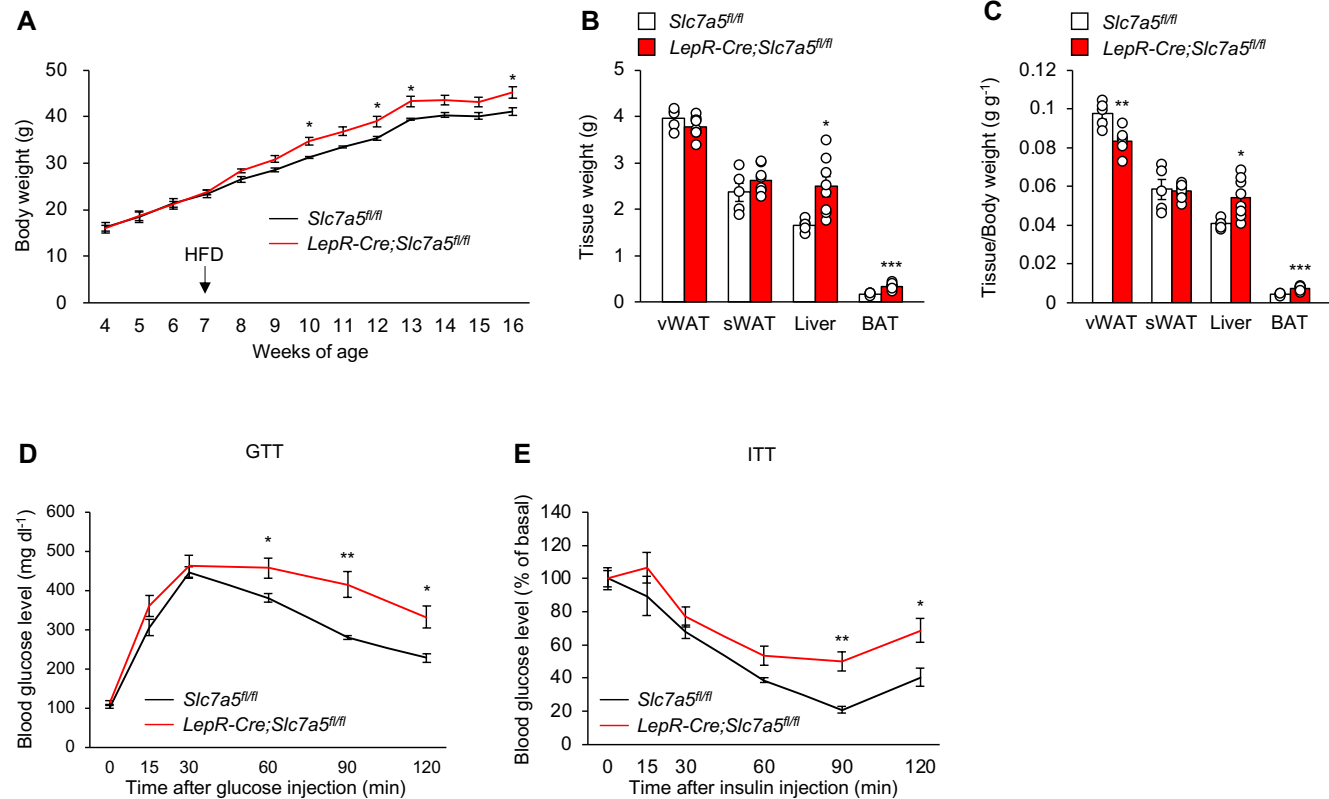 A
Body weight (g)
50
40
30
20
10
0
*
*
*
*
Slc7a5fl/fl
LepR-Cre;Slc7a5fl/fl
HFD
4 5 6 7 8 9 10 11 12 13 14 15 16
Weeks of age
B
Slc7a5fl/fl
LepR-Cre;Slc7a5fl/fl
Tissue weight (g)
5
4
3
2
1
0
*
***
vWAT sWAT Liver BAT
C
Slc7a5fl/fl
LepR-Cre;Slc7a5fl/fl
Tissue/Body weight (g g-1)
0.12
0.1
0.08
0.06
0.04
0.02
0
**
*
***
vWAT sWAT Liver BAT
D
GTT
Blood glucose level (mg dl-1)
600
500
400
300
200
100
0
*
**
*
Slc7a5fl/fl
LepR-Cre;Slc7a5fl/fl
0 15 30 60 90 120
Time after glucose injection (min)
E
ITT
Blood glucose level (% of basal)
140
120
100
80
60
40
20
0
**
*
Slc7a5fl/fl
LepR-Cre;Slc7a5fl/fl
0 15 30 60 90 120
Time after insulin injection (min)